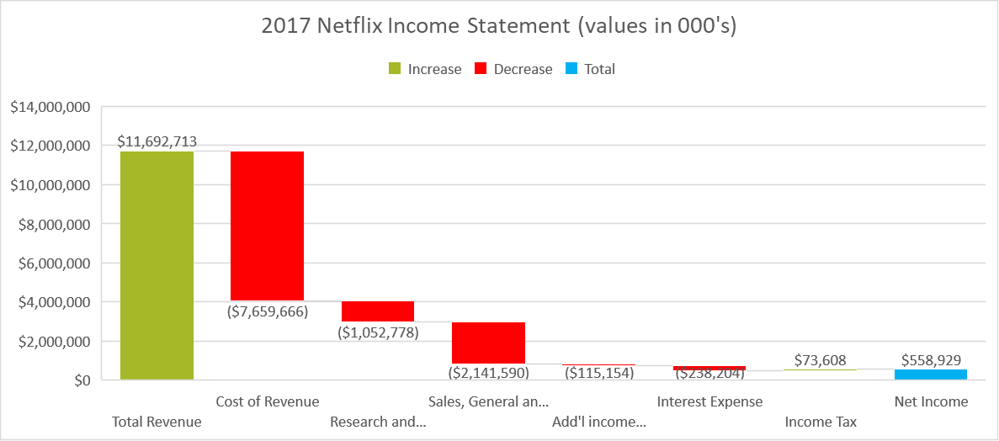 2017 Netflix Income Statement (values in 000's)
Increase Decrease Total
$14,000,000
$12,000,000
$10,000,000
$8,000,000
$6,000,000
$4,000,000
$2,000,000
$0
$11,692,713
($7,659,666)
($1,052,778)
($2,141,590)
($115,154)
($238,204)
$73,608
$558,929
Total Revenue
Cost of Revenue
Research and...
Sales, General an...
Add'l income...
Interest Expense
Income Tax
Net Income